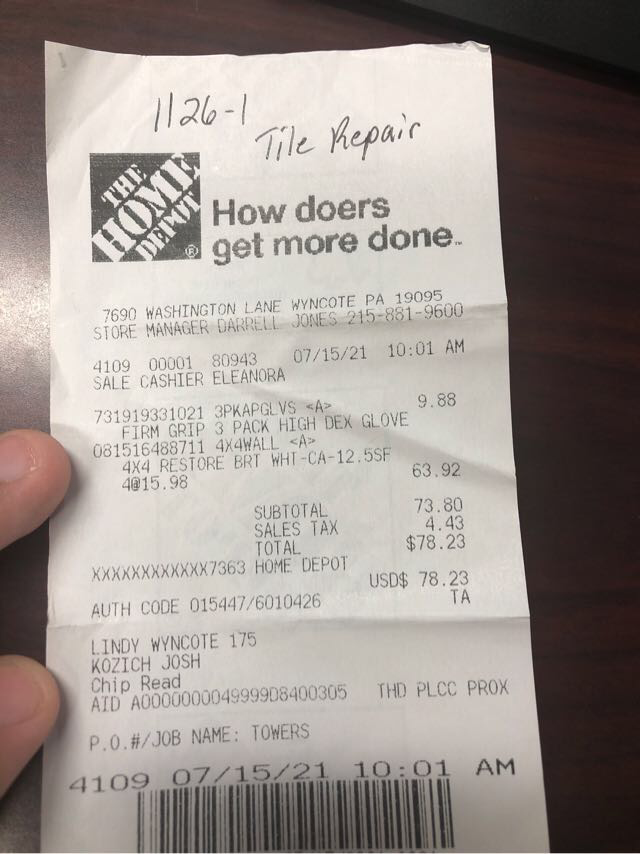 1126-1
Tile Repair
THE HOME DEPOT ®
How doers
get more done™
7690 WASHINGTON LANE WYNCOTE PA 19095
STORE MANAGER DARRELL JONES 215-881-9600
4109 00001 80943 07/15/21 10:01 AM
SALE CASHIER ELEANORA
731919331021 3PKAPGLVS <A> 9.88
FIRM GRIP 3 PACK HIGH DEX GLOVE
081516488711 4X4WALL <A>
4X4 RESTORE BRT WHT-CA-12.5SF
4@15.98 63.92
SUBTOTAL 73.80
SALES TAX 4.43
TOTAL $78.23
XXXXXXXXXXXX7363 HOME DEPOT
USD$ 78.23
AUTH CODE 015447/6010426 TA
LINDY WYNCOTE 175
KOZICH JOSH
Chip Read
AID A0000000049999D8400305 THD PLCC PROX
P.O.#/JOB NAME: TOWERS
4109 07/15/21 10:01 AM